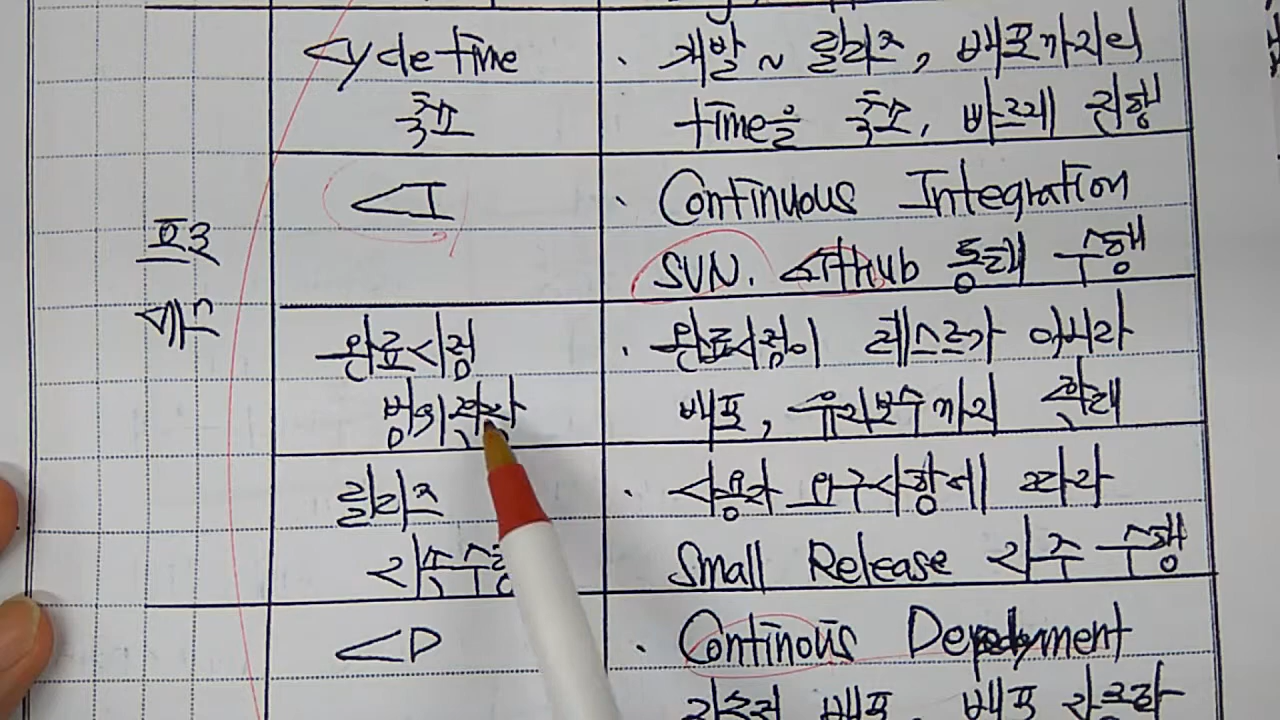 Cycle time
축소
· 개발 ~ 릴리즈, 배포까지의
time을 축소, 빠르게 진행
CI
· Continuous Integration
SVN. Github 통해 수행
프로
세스
완료시점
범위확대
· 완료시점이 테스트가 아니라
배포, 유지보수까지 확대
릴리즈
자주수행
· 사용자 요구사항에 따라
Small Release 자주 수행
CD
· Continous Deployment